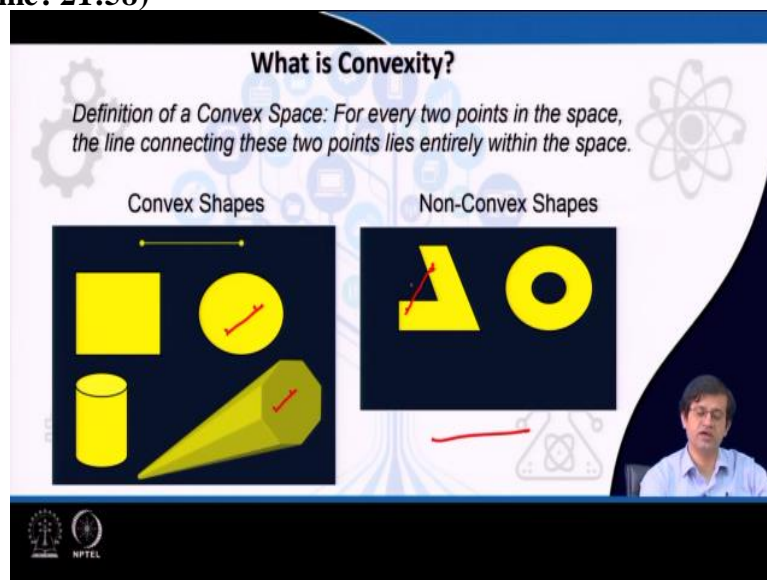 What is Convexity?
Definition of a Convex Space: For every two points in the space,
the line connecting these two points lies entirely within the space.
Convex Shapes
Non-Convex Shapes
NPTEL